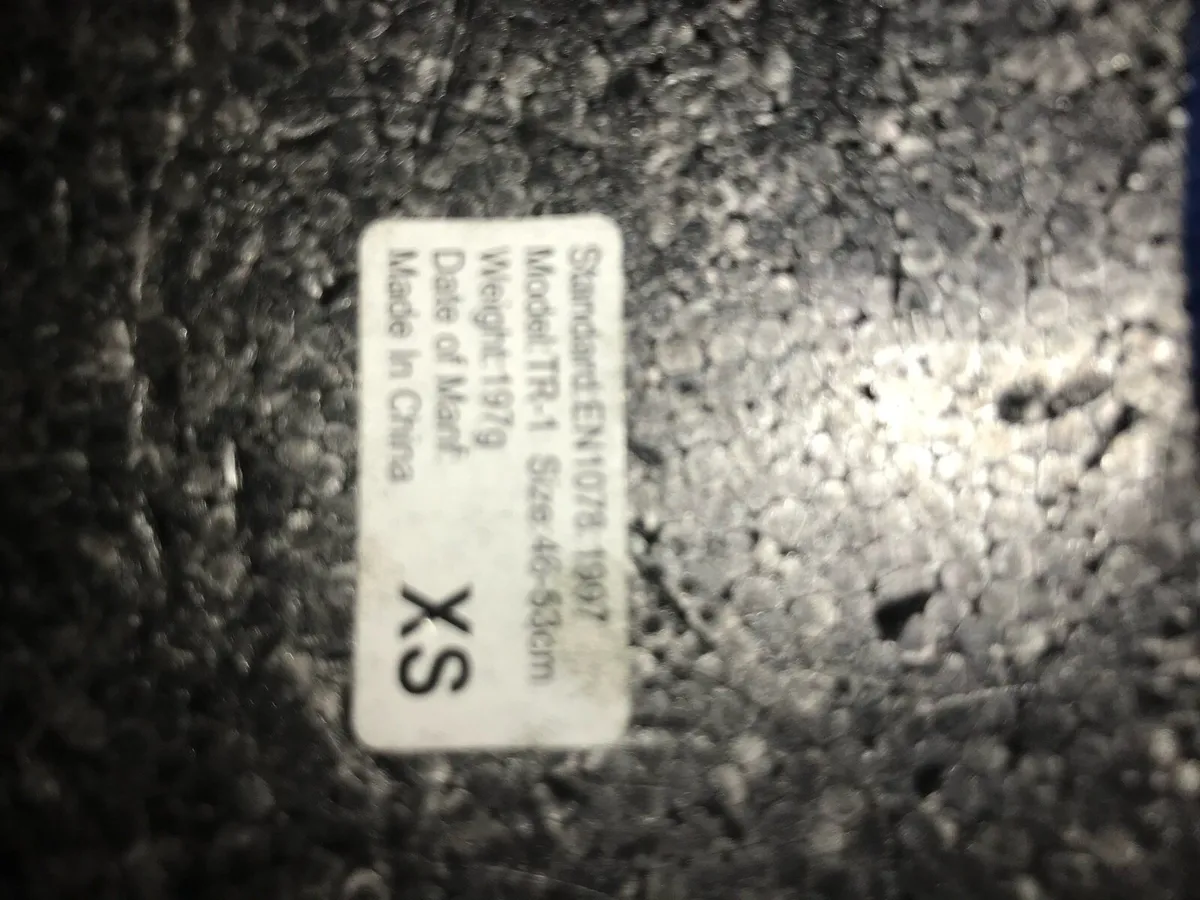 Standard:EN1078. 1997
Model:TR-1 Size:46-53cm
Weight:197g
Date of Manf:
Made In China
XS